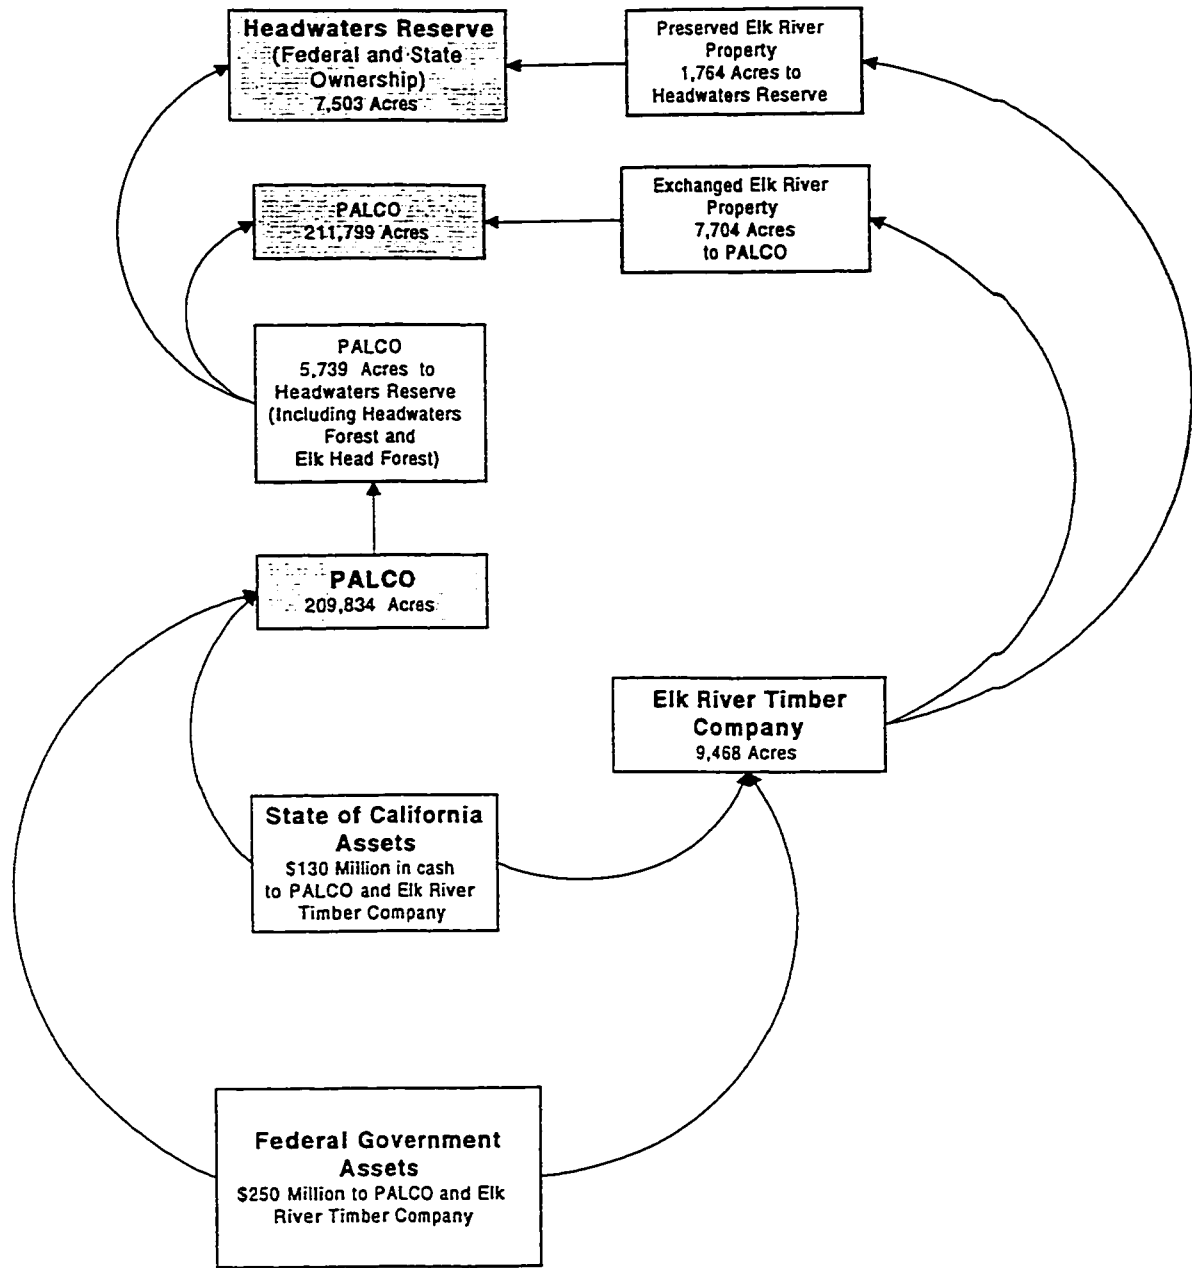 Headwaters Reserve
(Federal and State
Ownership)
7,503 Acres
Preserved Elk River
Property
1,764 Acres to
Headwaters Reserve
PALCO
211,799 Acres
Exchanged Elk River
Property
7,704 Acres
to PALCO
PALCO
5,739 Acres to
Headwaters Reserve
(Including Headwaters
Forest and
Elk Head Forest)
PALCO
209,834 Acres
Elk River Timber
Company
9,468 Acres
State of California
Assets
$130 Million in cash
to PALCO and Elk River
Timber Company
Federal Government
Assets
$250 Million to PALCO and Elk
River Timber Company